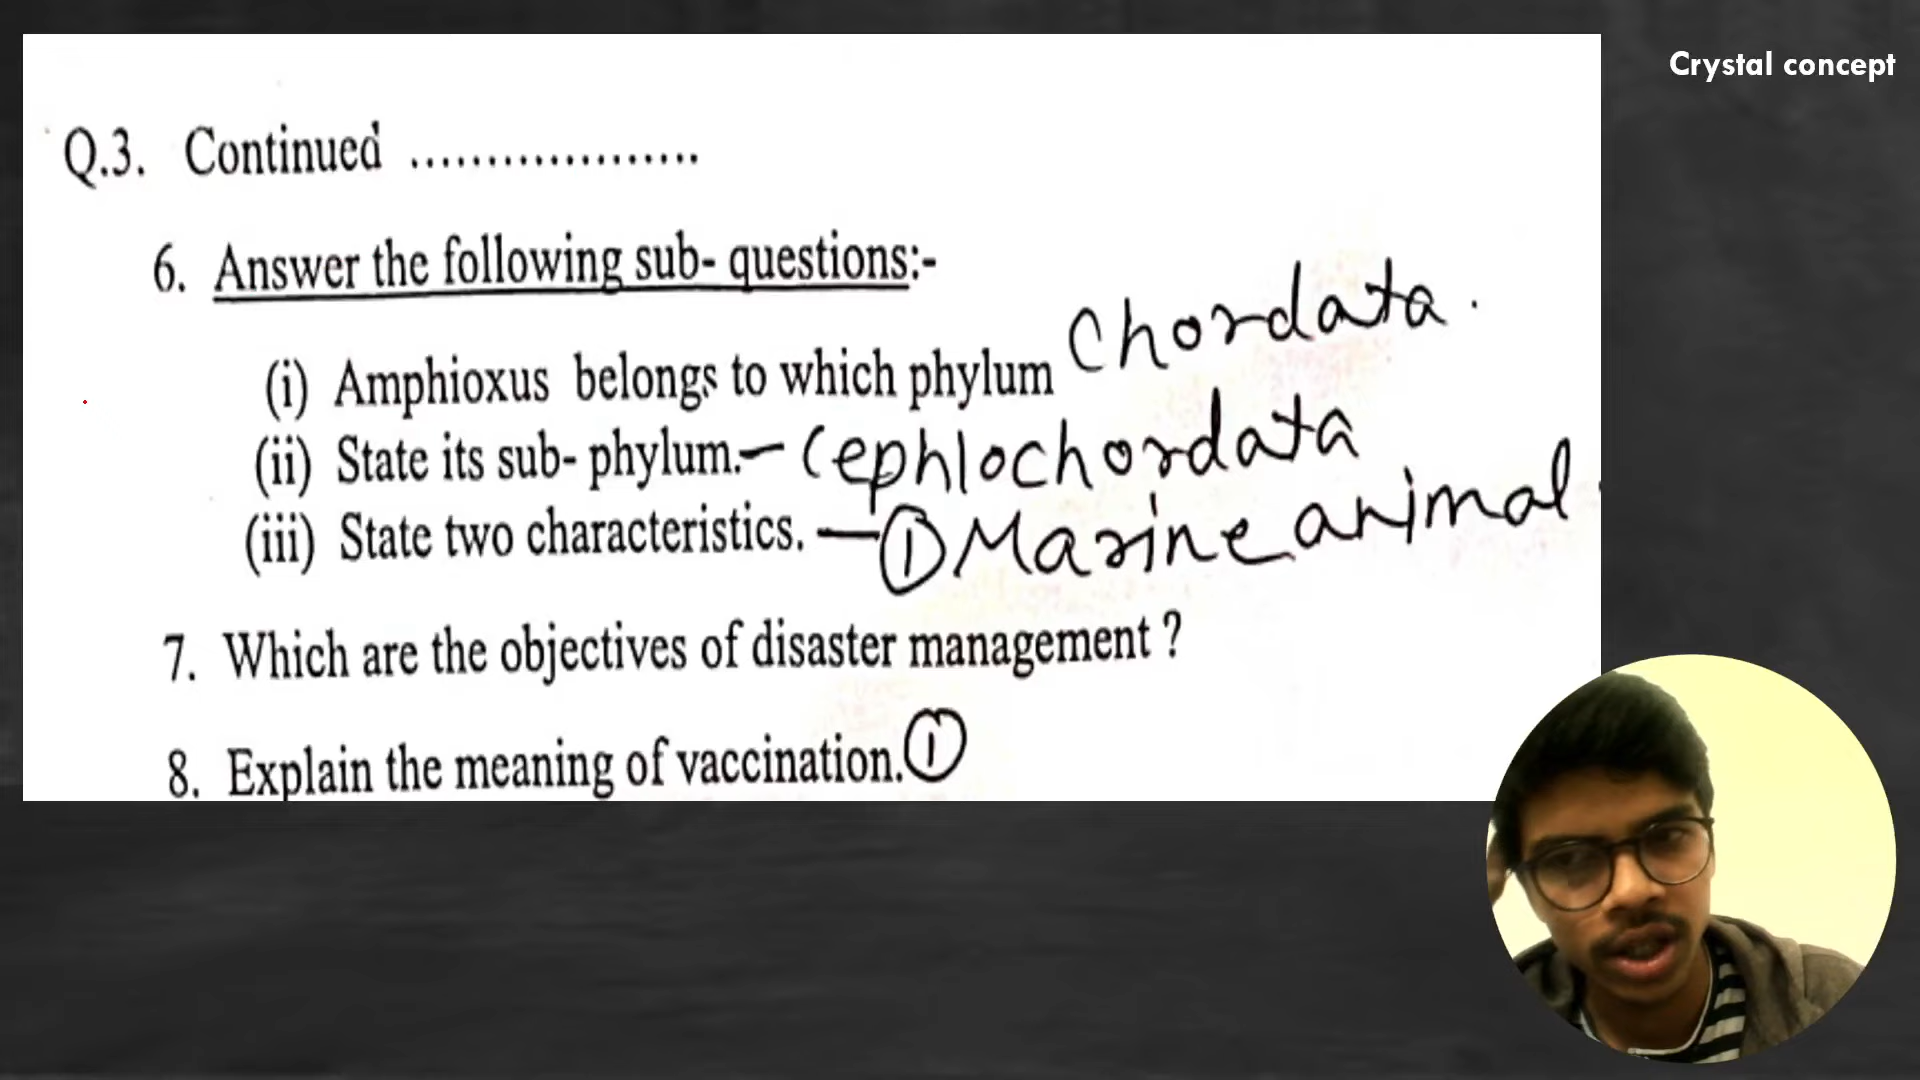 Crystal concept
Q.3. Continued ....................
6. Answer the following sub- questions:-
(i) Amphioxus belongs to which phylum Chordata.
(ii) State its sub- phylum.- Cephlochordata
(iii) State two characteristics. - ① Marine animal.
7. Which are the objectives of disaster management ?
8. Explain the meaning of vaccination. ①